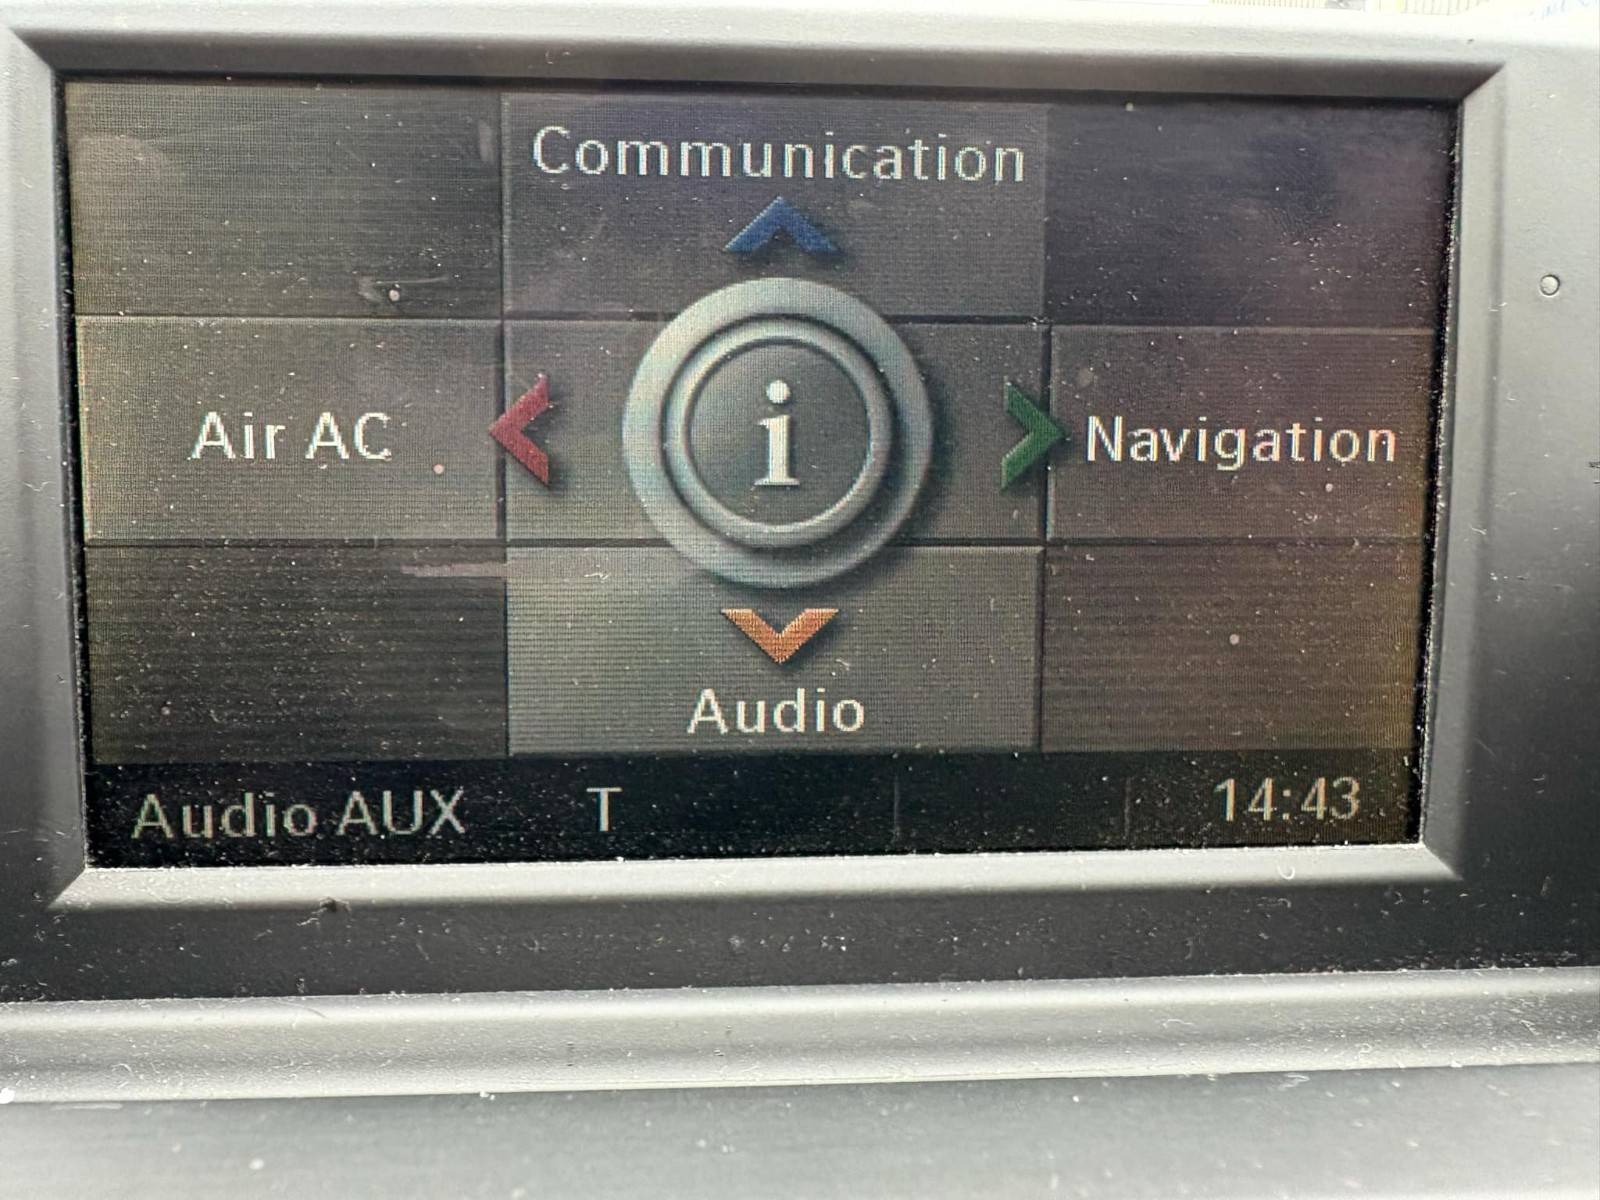 Communication
Air AC
i
Navigation
Audio
Audio AUX T 14:43